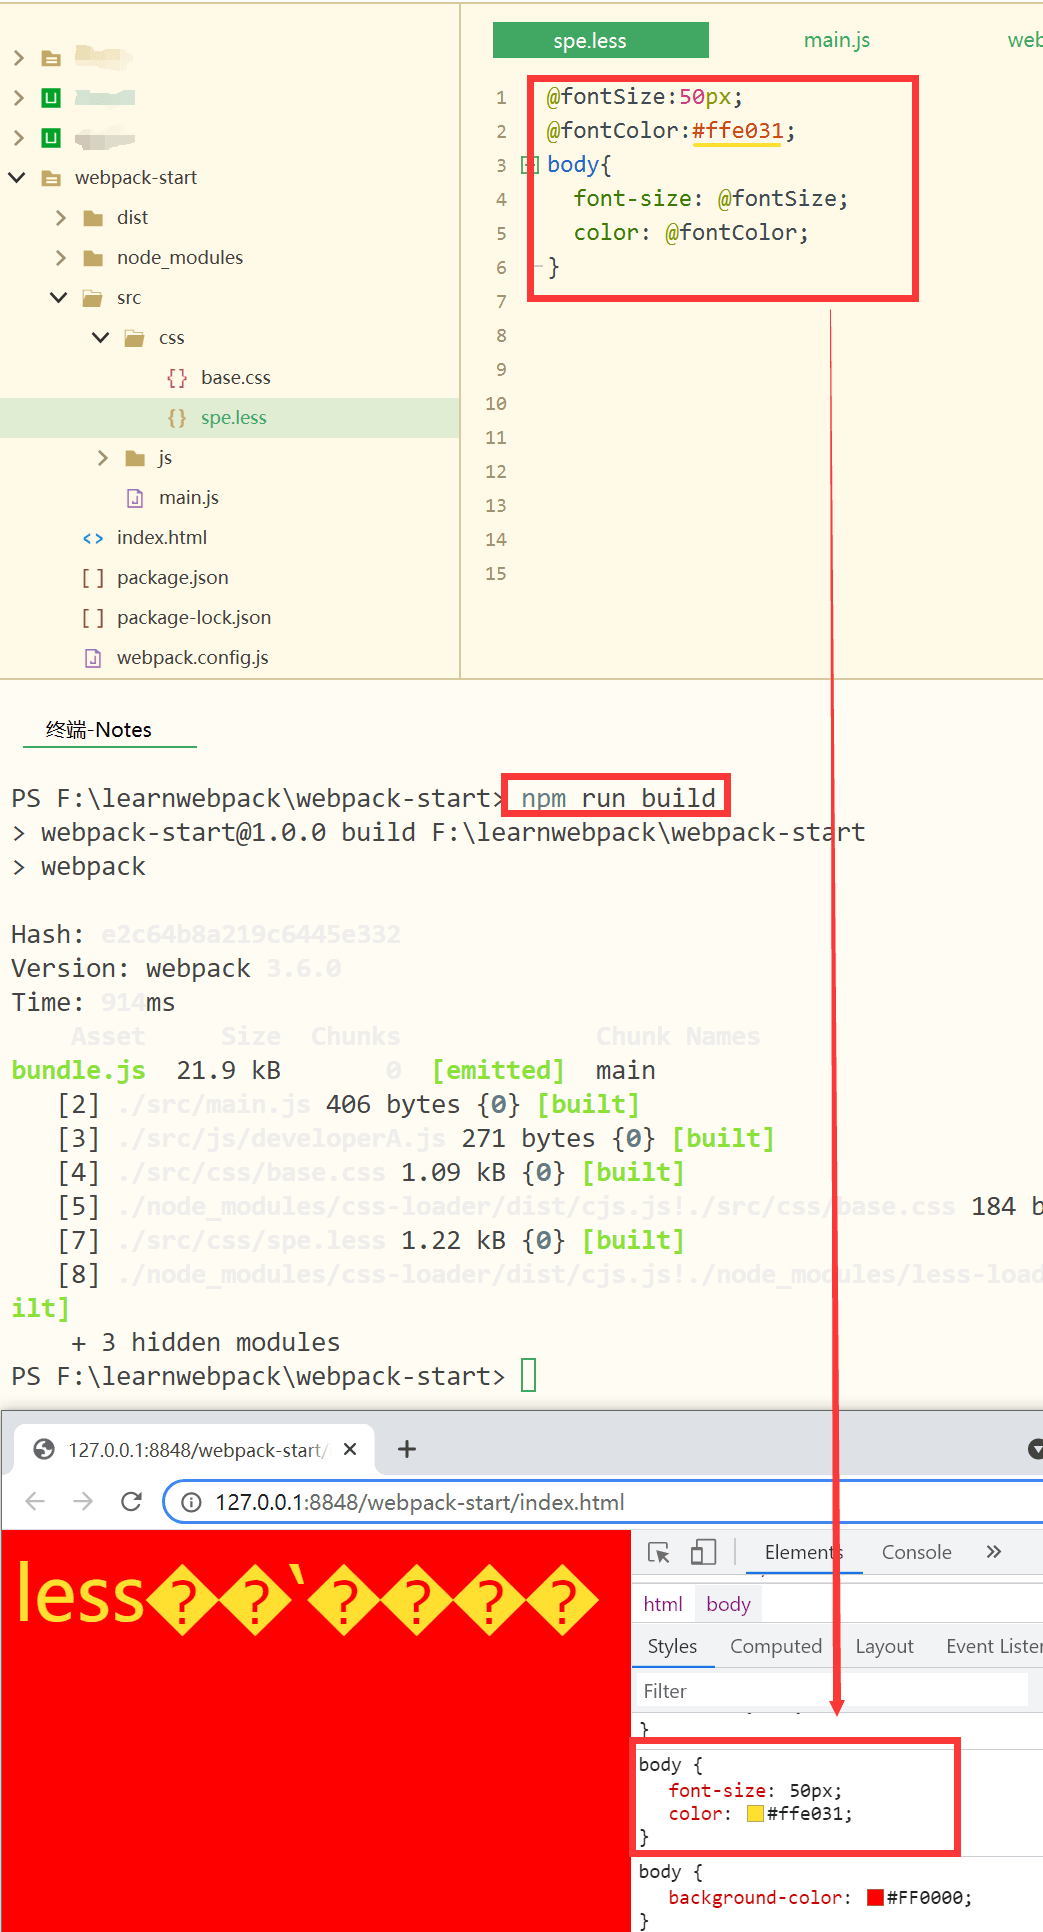 spe.less
main.js
web
webpack-start
dist
node_modules
src
css
base.css
spe.less
js
main.js
index.html
package.json
package-lock.json
webpack.config.js
1 @fontSize:50px;
2 @fontColor:#ffe031;
3 body{
4 font-size: @fontSize;
5 color: @fontColor;
6 }
7
8
9
10
11
12
13
14
15
终端-Notes
PS F:\learnwebpack\webpack-start> npm run build
> webpack-start@1.0.0 build F:\learnwebpack\webpack-start
> webpack
Hash: e2c64b8a219c6445e332
Version: webpack 3.6.0
Time: 914ms
Asset Size Chunks Chunk Names
bundle.js 21.9 kB 0 [emitted] main
[2] ./src/main.js 406 bytes {0} [built]
[3] ./src/js/developerA.js 271 bytes {0} [built]
[4] ./src/css/base.css 1.09 kB {0} [built]
[5] ./node_modules/css-loader/dist/cjs.js!./src/css/base.css 184 b
[7] ./src/css/spe.less 1.22 kB {0} [built]
[8] ./node_modules/css-loader/dist/cjs.js!./node_modules/less-load
ilt]
+ 3 hidden modules
PS F:\learnwebpack\webpack-start>
127.0.0.1:8848/webpack-start/
127.0.0.1:8848/webpack-start/index.html
less��`����
Elements Console
html body
Styles Computed Layout Event Lister
Filter
}
body {
font-size: 50px;
color: #ffe031;
}
body {
background-color: #FF0000;
}